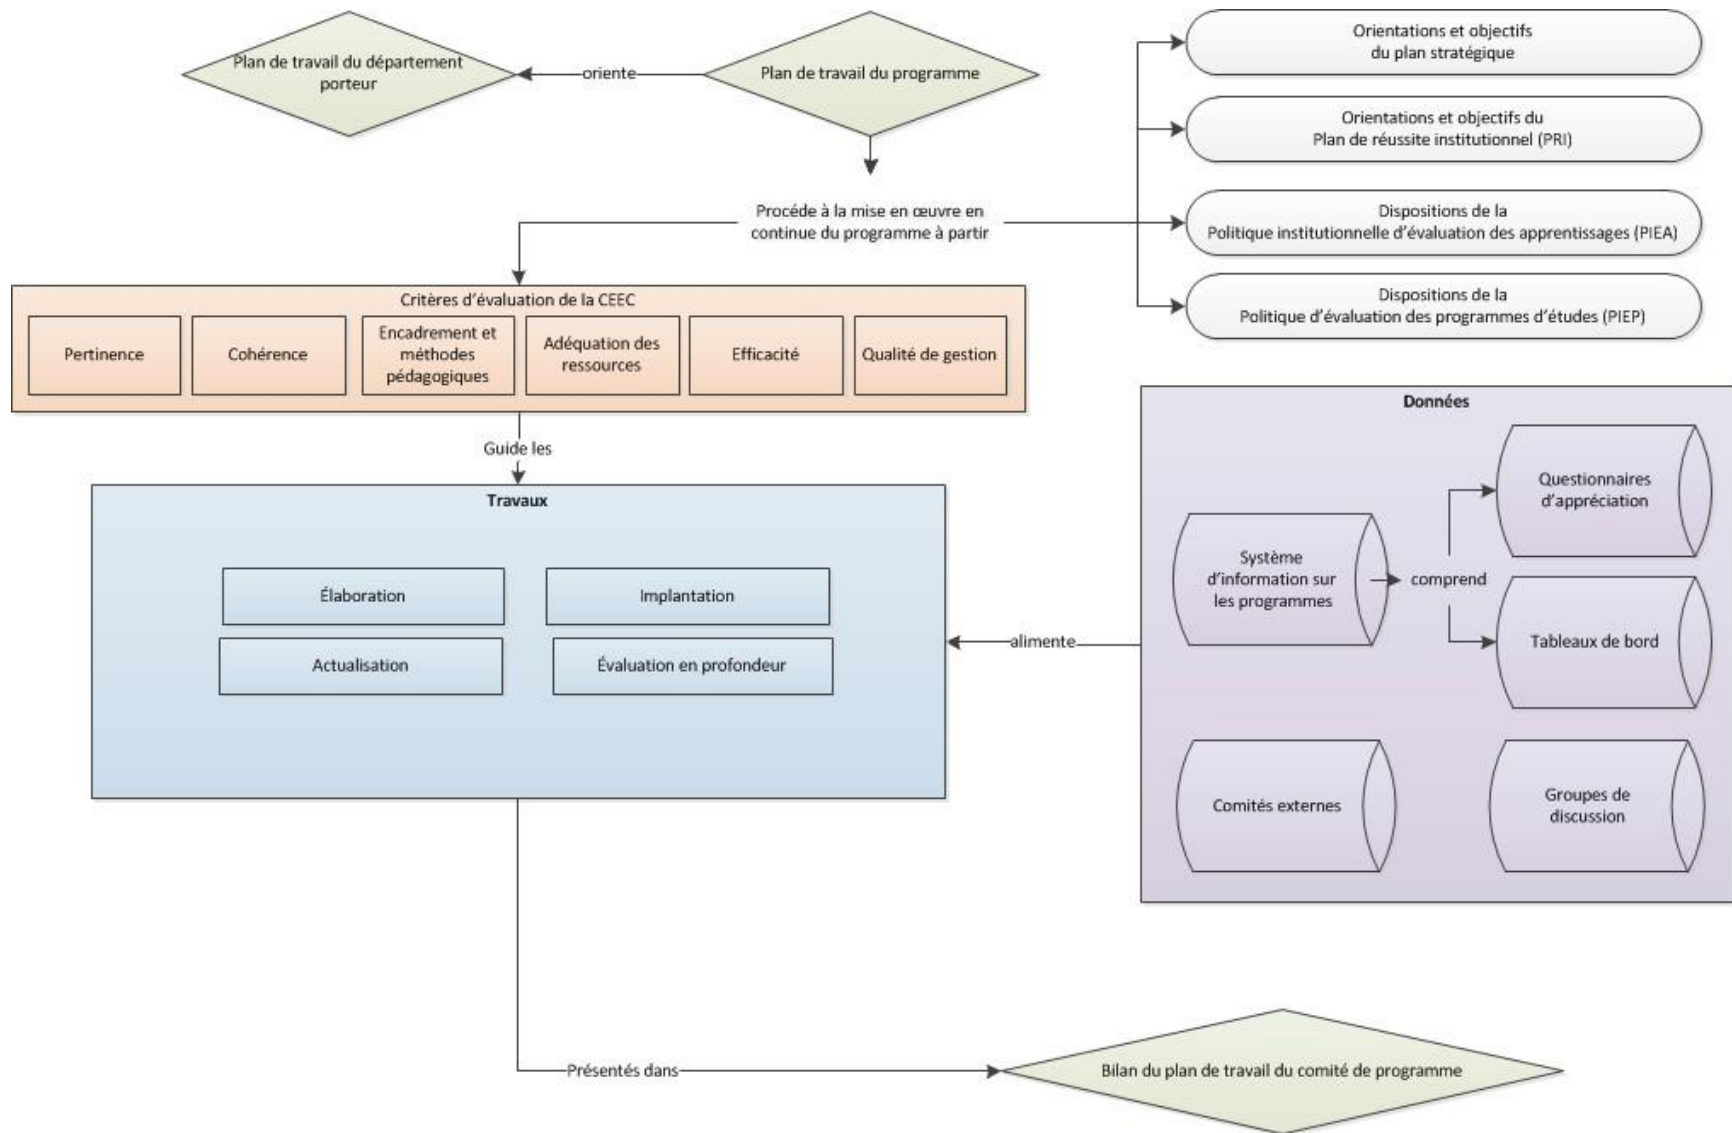 Plan de travail du département
porteur
oriente
Plan de travail du programme
Orientations et objectifs
du plan stratégique
Orientations et objectifs du
Plan de réussite institutionnel (PRI)
Procéde à la mise en œuvre en
continue du programme à partir
Dispositions de la
Politique institutionnelle d'évaluation des apprentissages (PIEA)
Dispositions de la
Politique d'évaluation des programmes d'études (PIEP)
Critères d'évaluation de la CEEC
Pertinence
Cohérence
Encadrement et
méthodes
pédagogiques
Adéquation des
ressources
Efficacité
Qualité de gestion
Guide les
Travaux
Élaboration
Implantation
Actualisation
Évaluation en profondeur
alimente
Données
Système
d'information sur
les programmes
comprend
Questionnaires
d'appréciation
Tableaux de bord
Comités externes
Groupes de
discussion
Présentés dans
Bilan du plan de travail du comité de programme